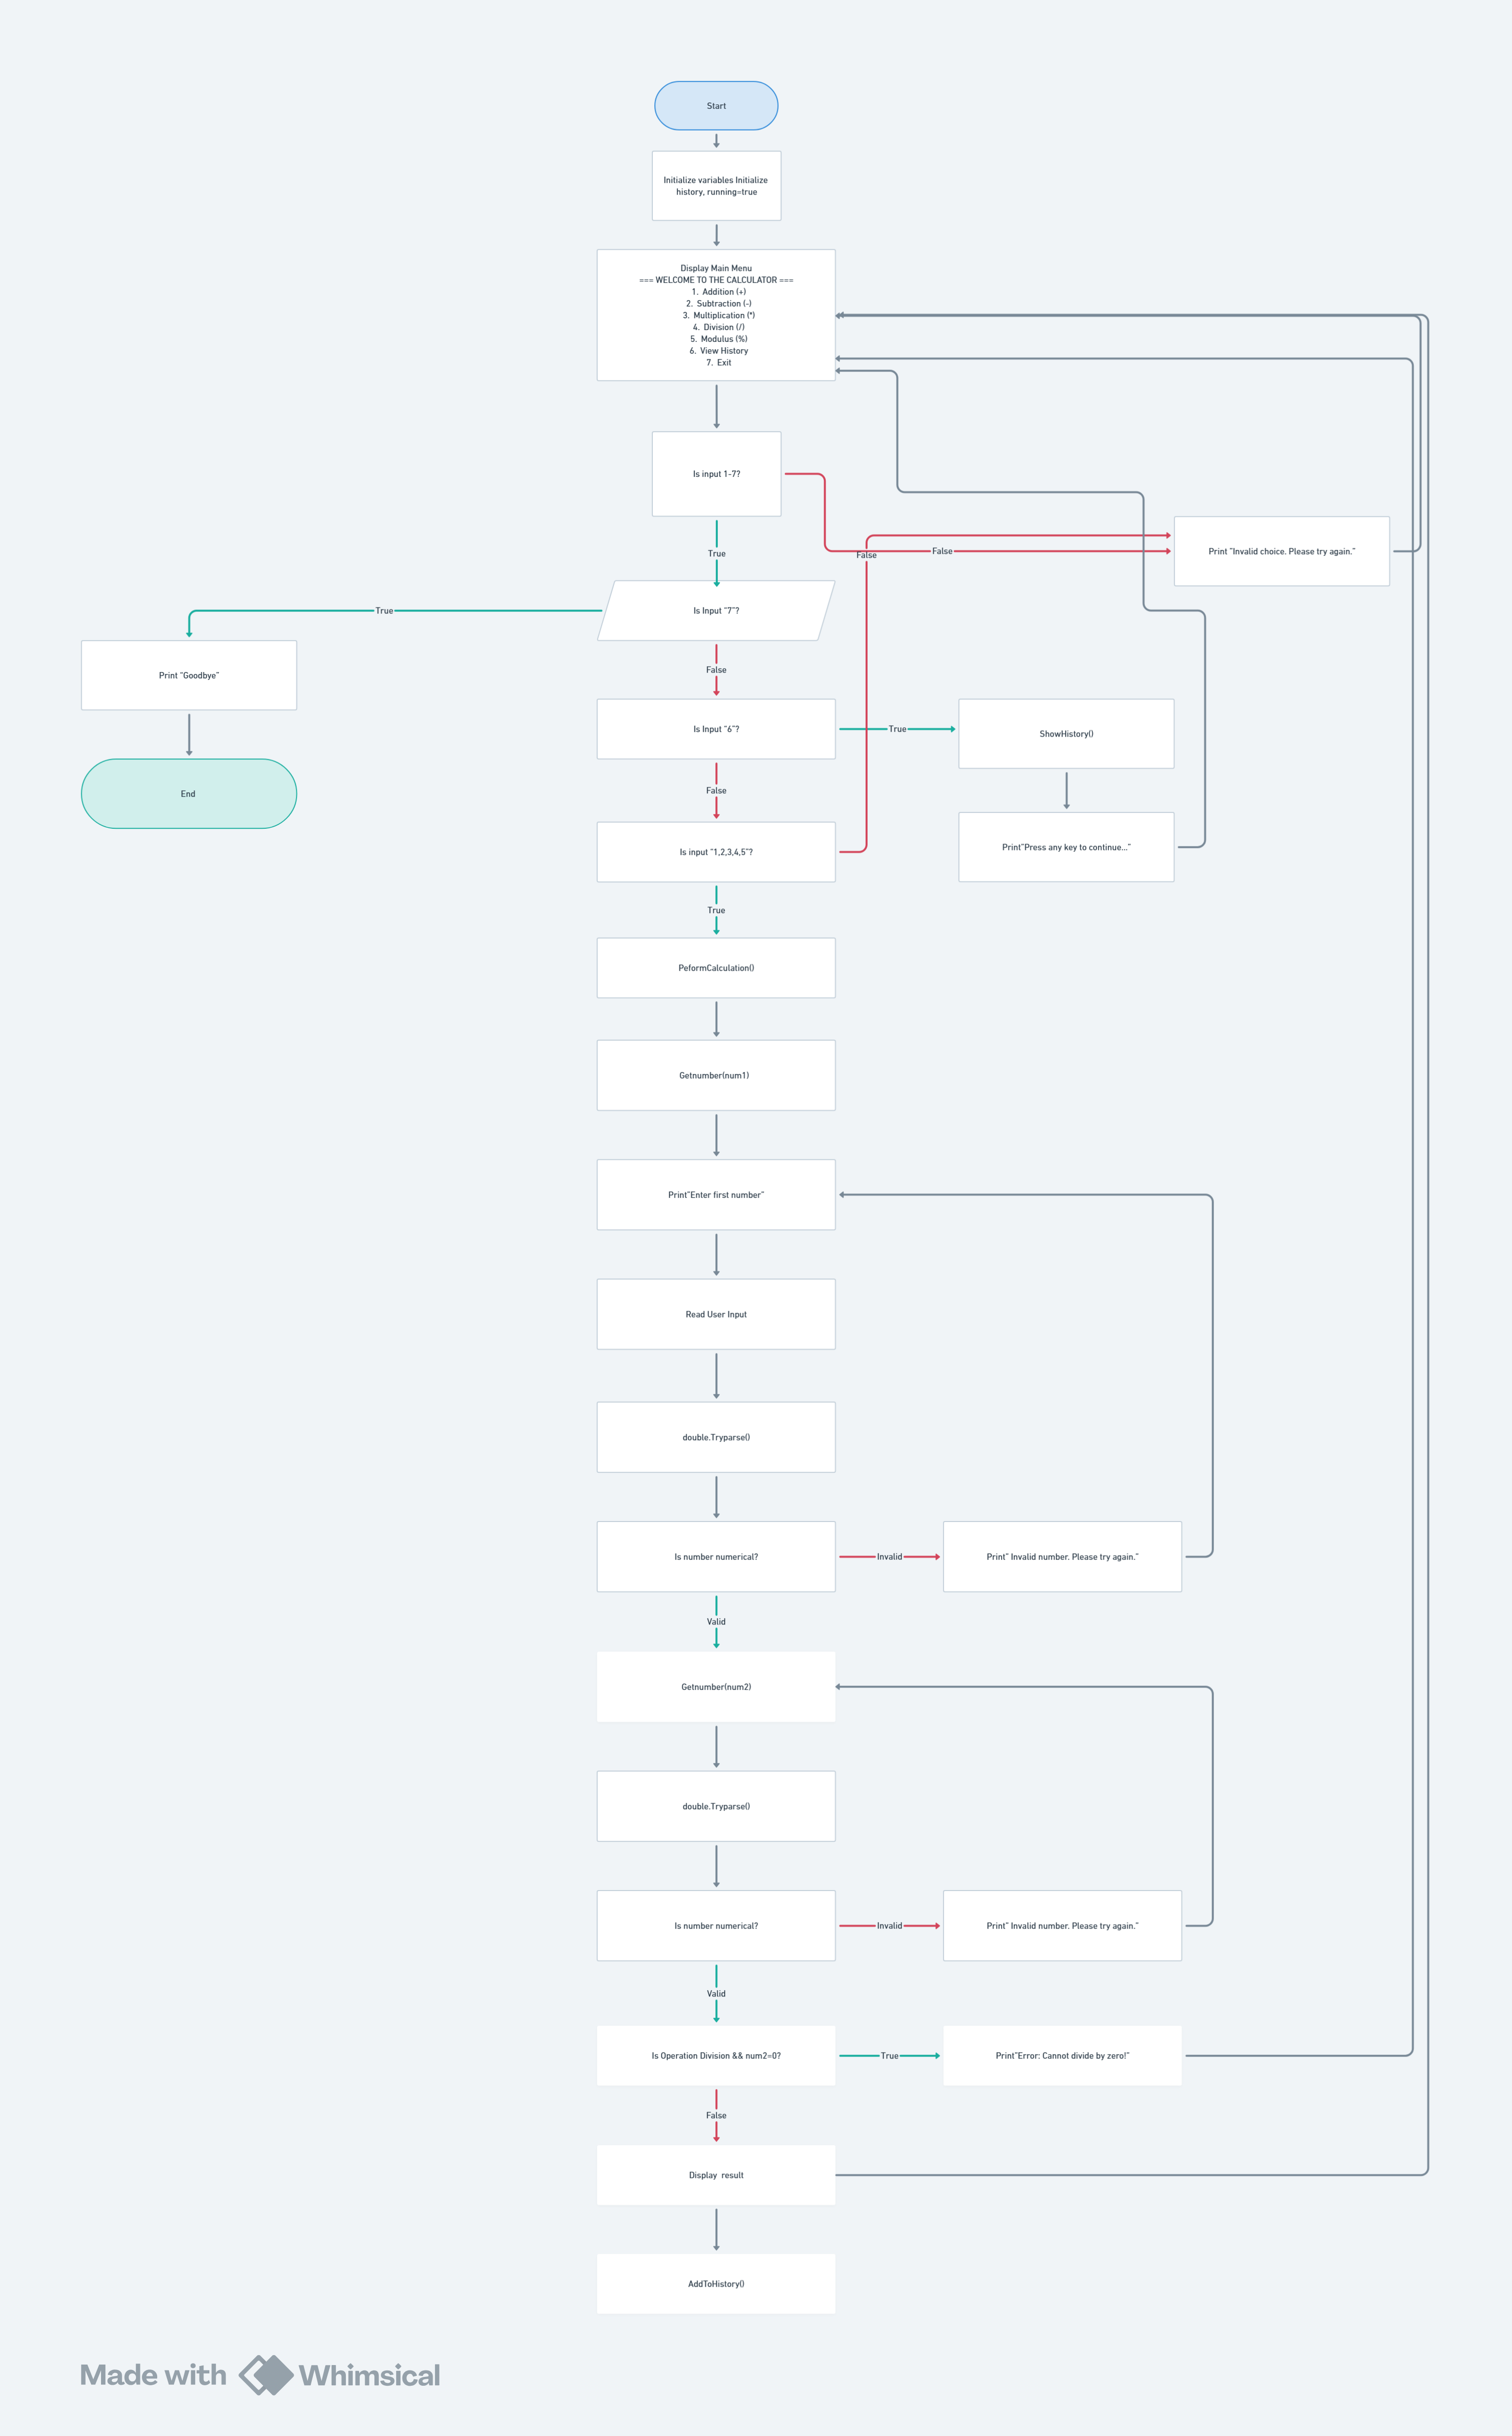 Start
Initialize variables Initialize
history, running=true
Display Main Menu
=== WELCOME TO THE CALCULATOR ===
1. Addition (+)
2. Subtraction (-)
3. Multiplication (*)
4. Division (/)
5. Modulus (%)
6. View History
7. Exit
Is input 1-7?
False
False
Print "Invalid choice. Please try again."
True
Is Input "7"?
True
Print "Goodbye"
End
False
Is Input "6"?
True
ShowHistory()
Print"Press any key to continue..."
False
Is input "1,2,3,4,5"?
True
PeformCalculation()
Getnumber(num1)
Print"Enter first number"
Read User Input
double.Tryparse()
Is number numerical?
Invalid
Print" Invalid number. Please try again."
Valid
Getnumber(num2)
double.Tryparse()
Is number numerical?
Invalid
Print" Invalid number. Please try again."
Valid
Is Operation Division && num2=0?
True
Print"Error: Cannot divide by zero!"
False
Display result
AddToHistory()
Made with Whimsical